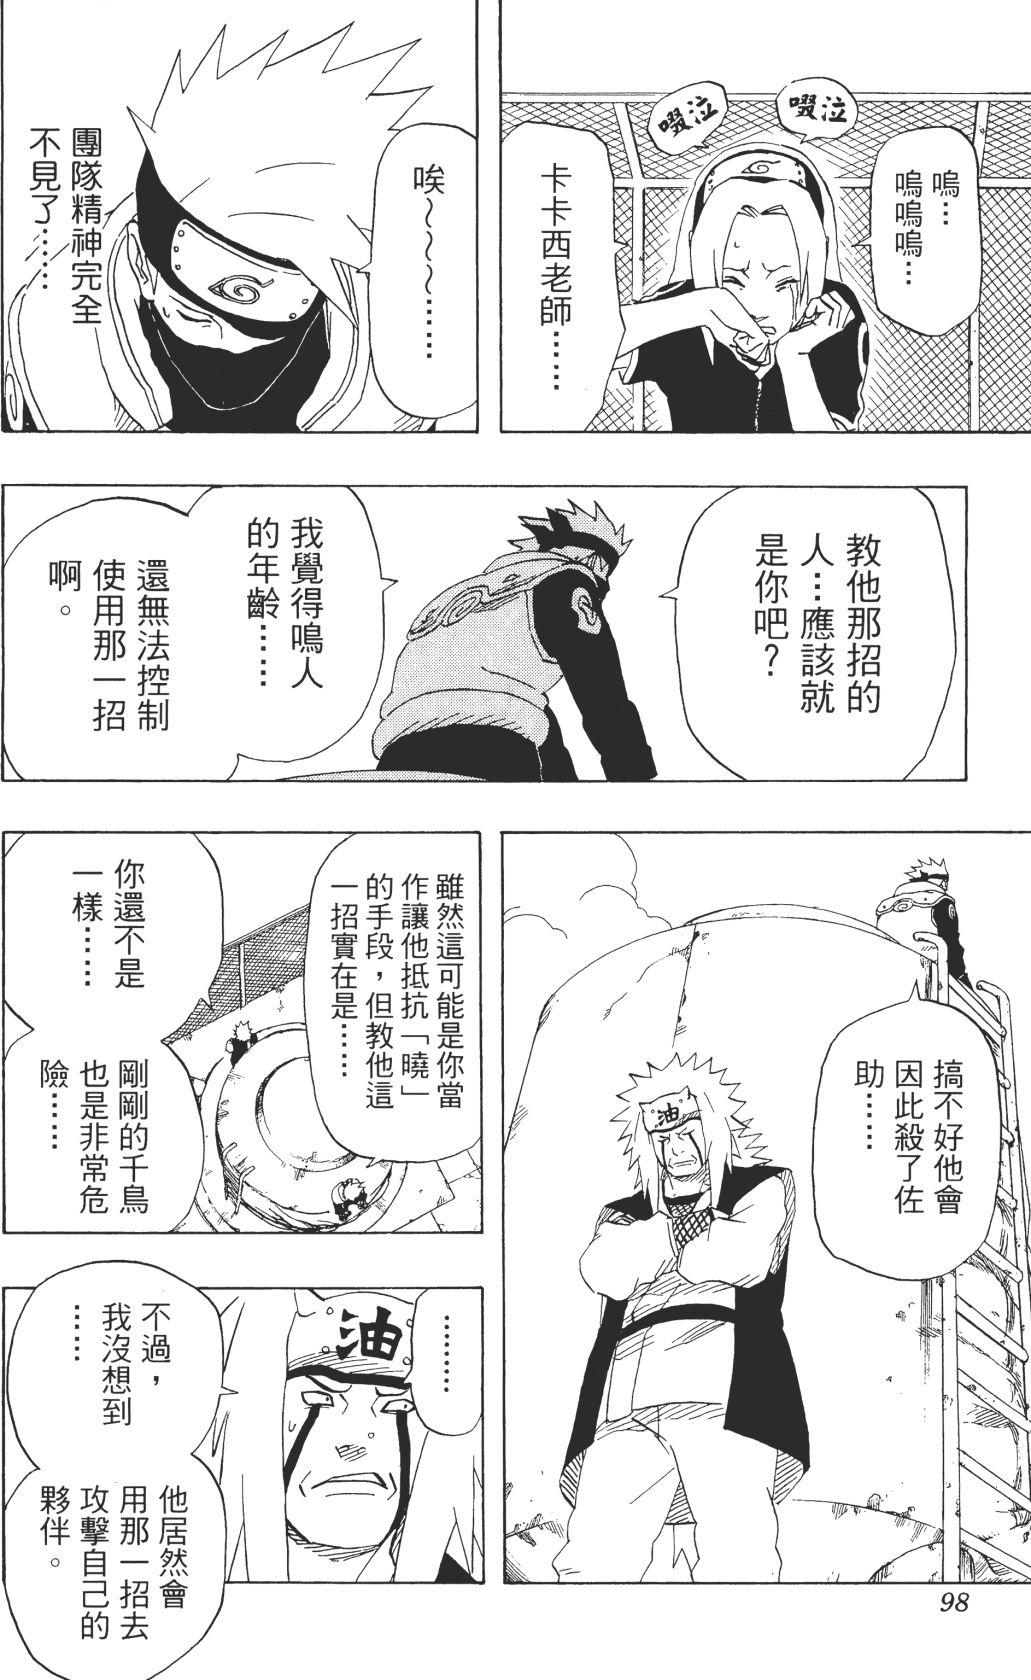 啜泣
啜泣
嗚…
嗚嗚嗚…
卡卡西老師……
唉～～～～……
團隊精神完全
不見了……
教他那招的
人…應該就
是你吧？
我覺得鳴人
的年齡……
還無法控制
使用那一招
啊。
搞不好他會
因此殺了佐
助……
油
雖然這可能是你當
作讓他抵抗「曉」
的手段，但教他這
一招實在是……
你還不是
一樣……
剛剛的千鳥
也是非常危
險……
………
油
不過，
我沒想到
……
他居然會
用那一招去
攻擊自己的
夥伴。
98